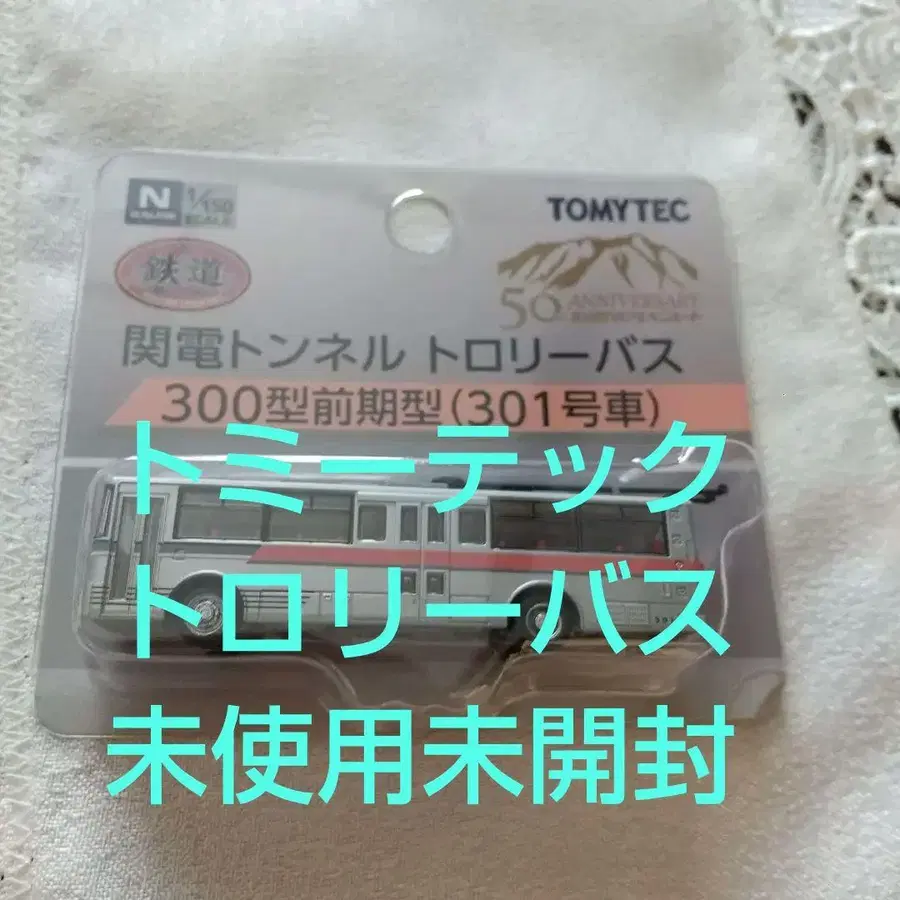 N
1/150
TOMYTEC
鉄道
50 ANNIVERSARY
関電トンネル トロリーバス
300型前期型(301号車)
トミーテック
トロリーバス
未使用未開封